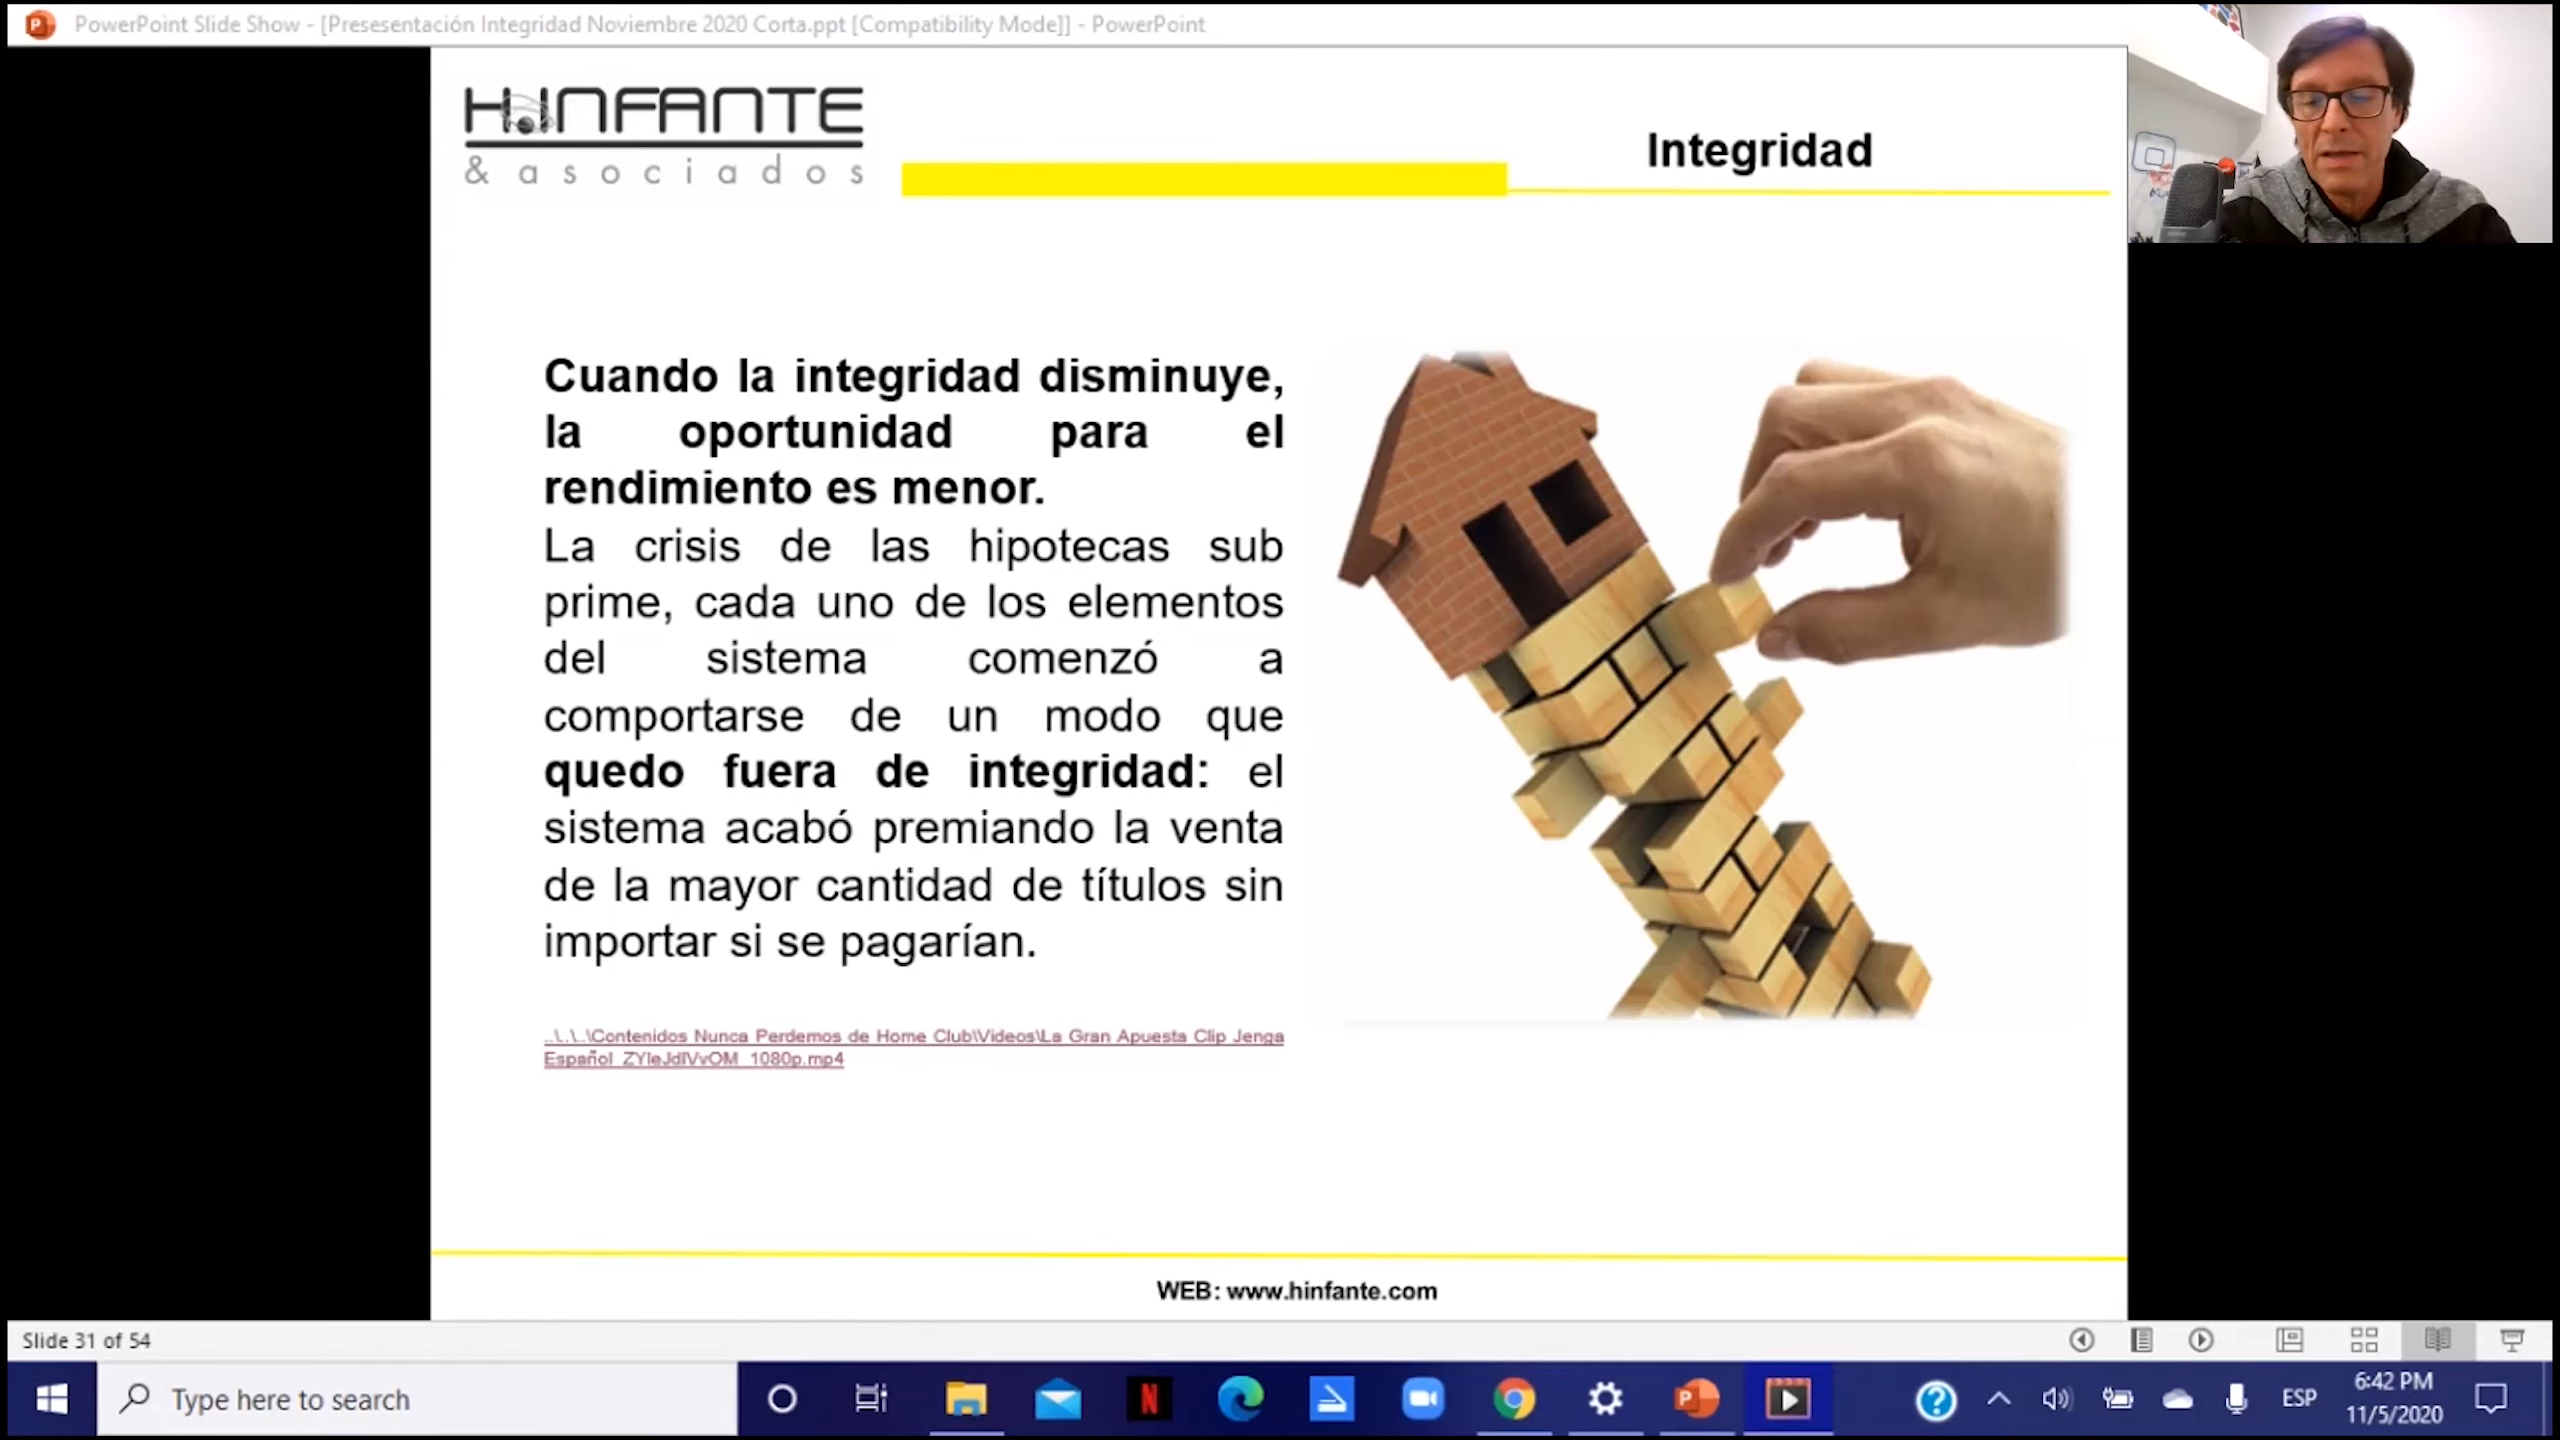 PowerPoint Slide Show - [Presesentación Integridad Noviembre 2020 Corta.ppt [Compatibility Mode]] - PowerPoint
H.INFANTE
& asociados
Integridad
Cuando la integridad disminuye,
la oportunidad para el
rendimiento es menor.
La crisis de las hipotecas sub
prime, cada uno de los elementos
del sistema comenzó a
comportarse de un modo que
quedo fuera de integridad: el
sistema acabó premiando la venta
de la mayor cantidad de títulos sin
importar si se pagarían.
..\..\..\Contenidos Nunca Perdemos de Home Club\Videos\La Gran Apuesta Clip Jenga
Español_ZYIeJdIVvOM_1080p.mp4
WEB: www.hinfante.com
Slide 31 of 54
Type here to search
ESP
6:42 PM
11/5/2020